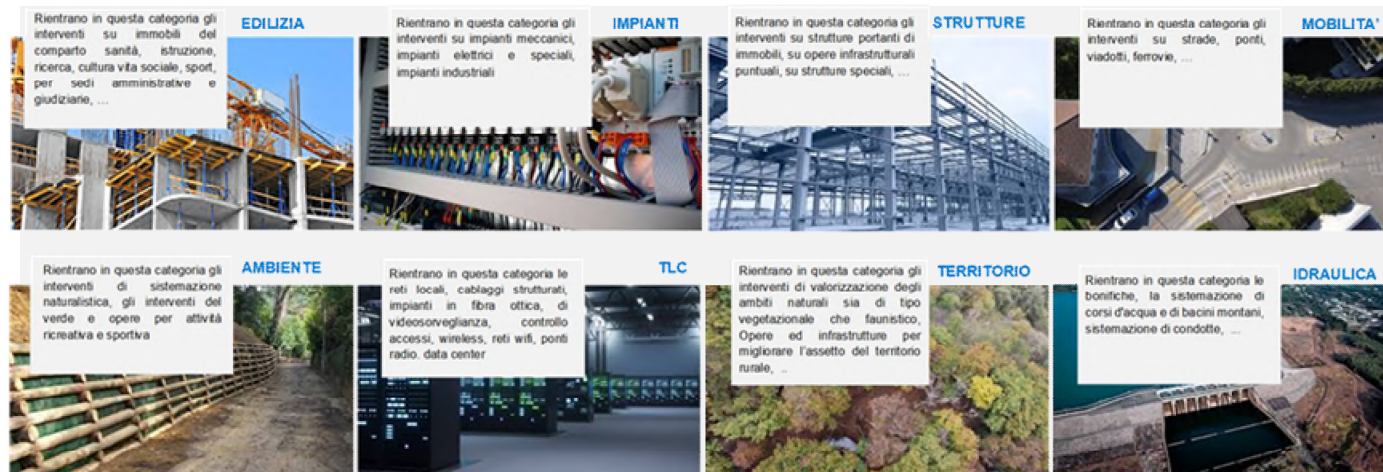 EDILIZIA
Rientrano in questa categoria gli
interventi su immobili del
comparto sanità, istruzione,
ricerca, cultura vita sociale, sport,
per sedi amministrative e
giudiziarie, ...
IMPIANTI
Rientrano in questa categoria gli
interventi su impianti meccanici,
impianti elettrici e speciali,
impianti industriali
STRUTTURE
Rientrano in questa categoria gli
interventi su strutture portanti di
immobili, su opere infrastrutturali
puntuali, su strutture speciali, ...
MOBILITA'
Rientrano in questa categoria gli
interventi su strade, ponti,
viadotti, ferrovie, ...
AMBIENTE
Rientrano in questa categoria gli
interventi di sistemazione
naturalistica, gli interventi del
verde e opere per attività
ricreativa e sportiva
TLC
Rientrano in questa categoria le
reti locali, cablaggi strutturati,
impianti in fibra ottica, di
videosorveglianza, controllo
accessi, wireless, reti wifi, ponti
radio. data center
TERRITORIO
Rientrano in questa categoria gli
interventi di valorizzazione degli
ambiti naturali sia di tipo
vegetazionale che faunistico,
Opere ed infrastrutture per
migliorare l'assetto del territorio
rurale, ..
IDRAULICA
Rientrano in questa categoria le
bonifiche, la sistemazione di
corsi d'acqua e di bacini montani,
sistemazione di condotte, ...